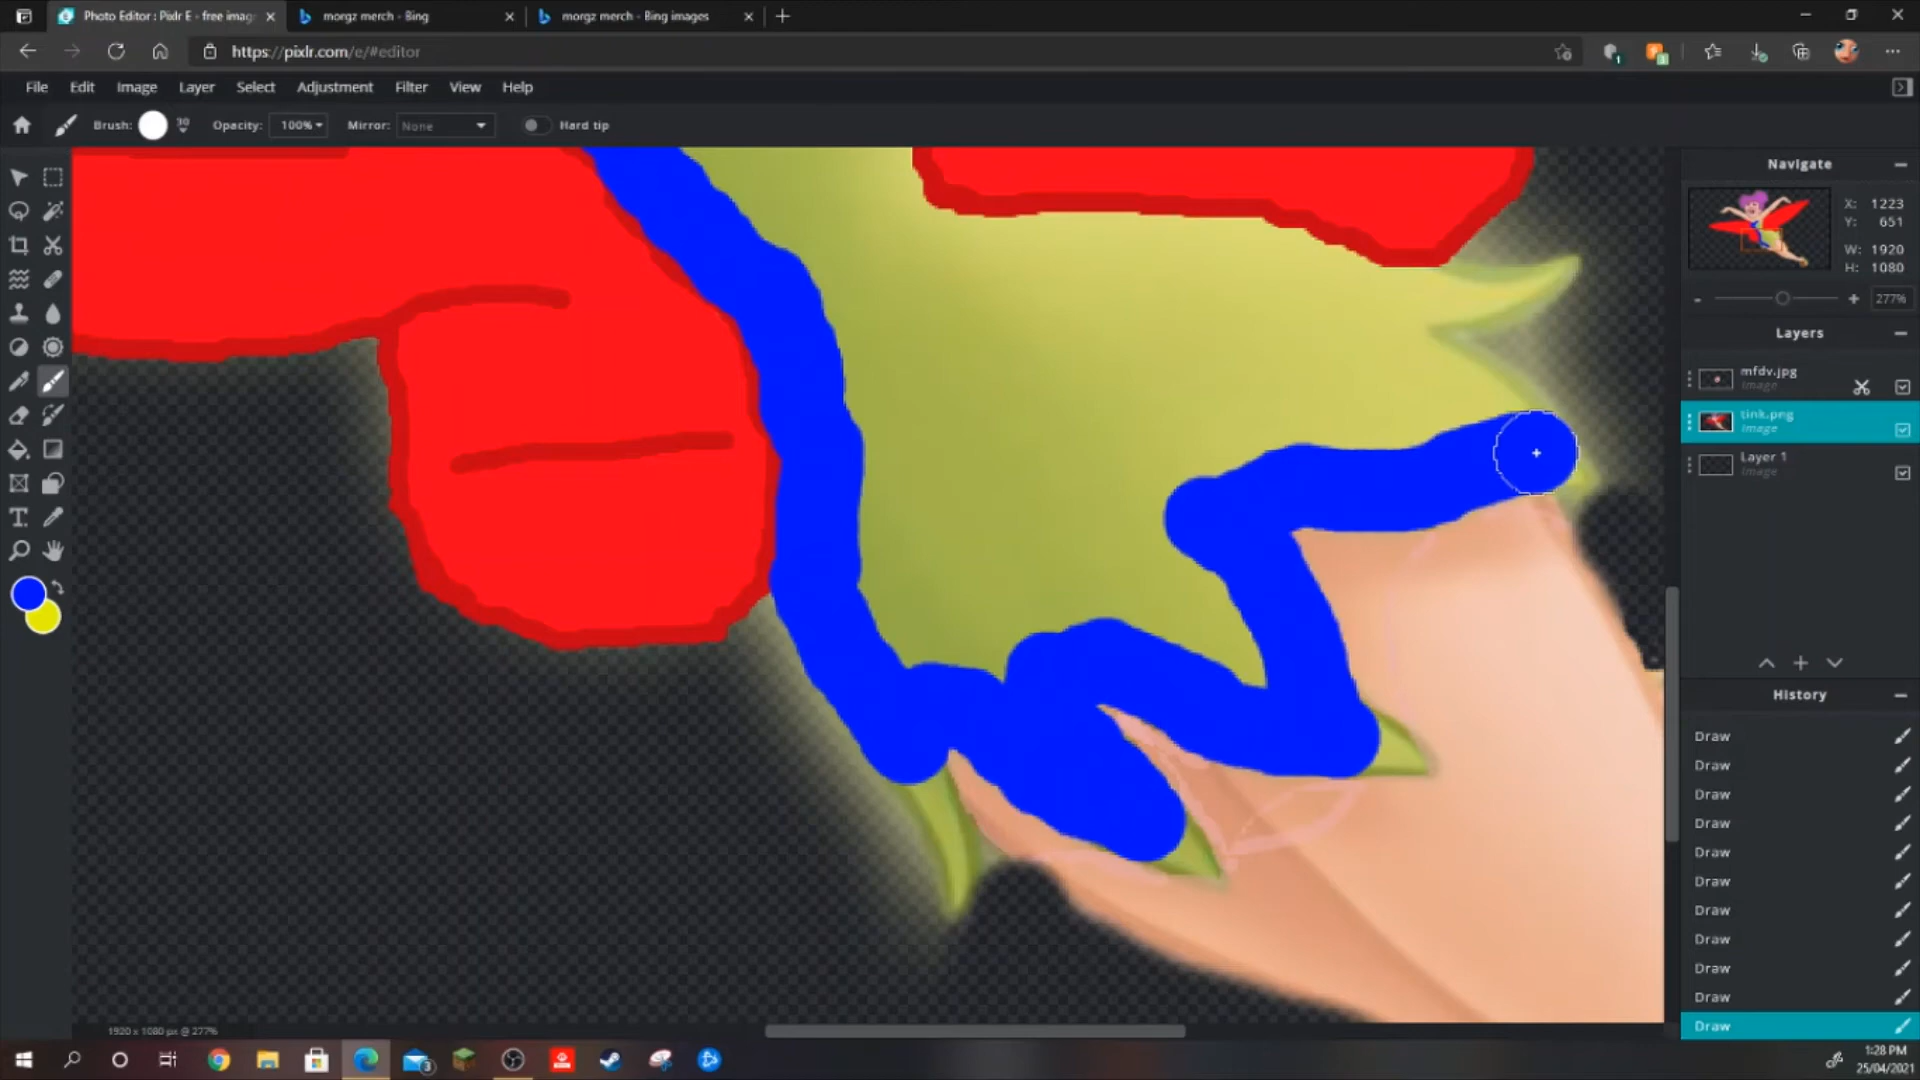 Photo Editor : Pixlr E - free imag
morgz merch - Bing
morgz merch - Bing images
https://pixlr.com/e/#editor
1
3
File Edit Image Layer Select Adjustment Filter View Help
Brush: 30 Opacity: 100% Mirror: None Hard tip
Navigate
X: 1223
Y: 651
W: 1920
H: 1080
- + 277%
Layers
mfdv.jpg
Image
tink.png
Image
Layer 1
Image
History
Draw
Draw
Draw
Draw
Draw
Draw
Draw
Draw
Draw
Draw
Draw
1920 x 1080 px @ 277%
3
1:28 PM
25/04/2021